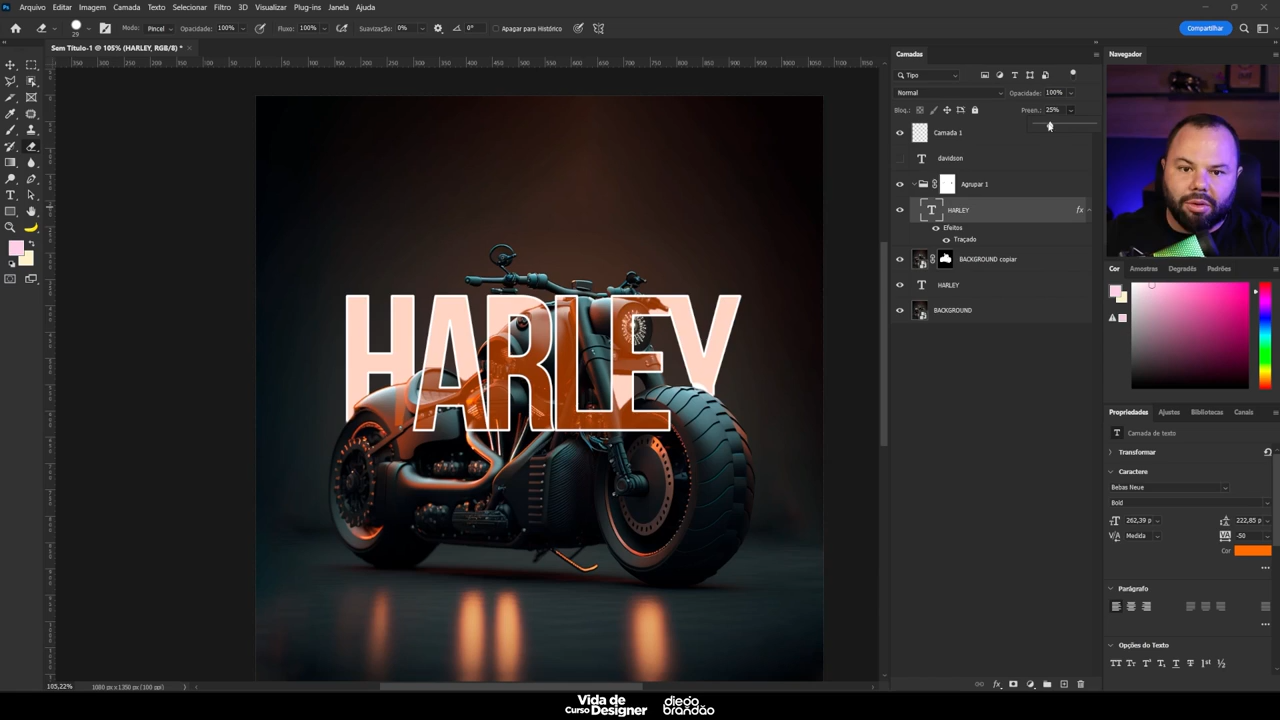 Arquivo Editar Imagem Camada Texto Selecionar Filtro 3D Visualizar Plug-ins Janela Ajuda
29 Modo: Pincel Opacidade: 100% Fluxo: 100% Suavização: 0% 0° Apagar para Histórico Compartilhar
Sem Título-1 @ 105% (HARLEY, RGB/8) *
Camadas
Navegador
Tipo
Normal Opacidade: 100%
Bloq.: Preen.: 25%
Camada 1
davidson
Agrupar 1
HARLEY fx
Efeitos
Traçado
BACKGROUND copiar
HARLEY
BACKGROUND
HARLEY
Cor Amostras Degradês Padrões
Propriedades Ajustes Bibliotecas Canais
Camada de texto
Transformar
Caractere
Bebas Neue
Bold
262,39 p 222,85 p
Medida -50
Cor
Parágrafo
Opções do Texto
105,22% 1080 px x 1350 px (100 ppi)
Vida de
Curso Designer
diego
brandão